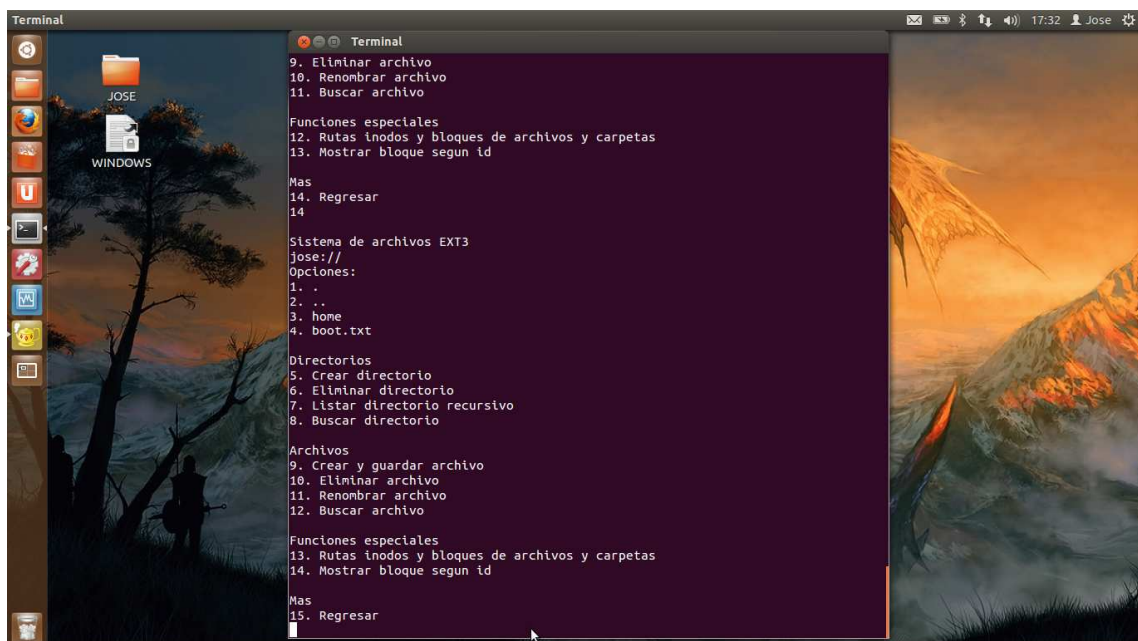 Terminal
17:32 Jose
JOSE
WINDOWS
Terminal
9. Eliminar archivo
10. Renombrar archivo
11. Buscar archivo
Funciones especiales
12. Rutas inodos y bloques de archivos y carpetas
13. Mostrar bloque segun id
Mas
14. Regresar
14
Sistema de archivos EXT3
jose://
Opciones:
1. .
2. ..
3. home
4. boot.txt
Directorios
5. Crear directorio
6. Eliminar directorio
7. Listar directorio recursivo
8. Buscar directorio
Archivos
9. Crear y guardar archivo
10. Eliminar archivo
11. Renombrar archivo
12. Buscar archivo
Funciones especiales
13. Rutas inodos y bloques de archivos y carpetas
14. Mostrar bloque segun id
Mas
15. Regresar